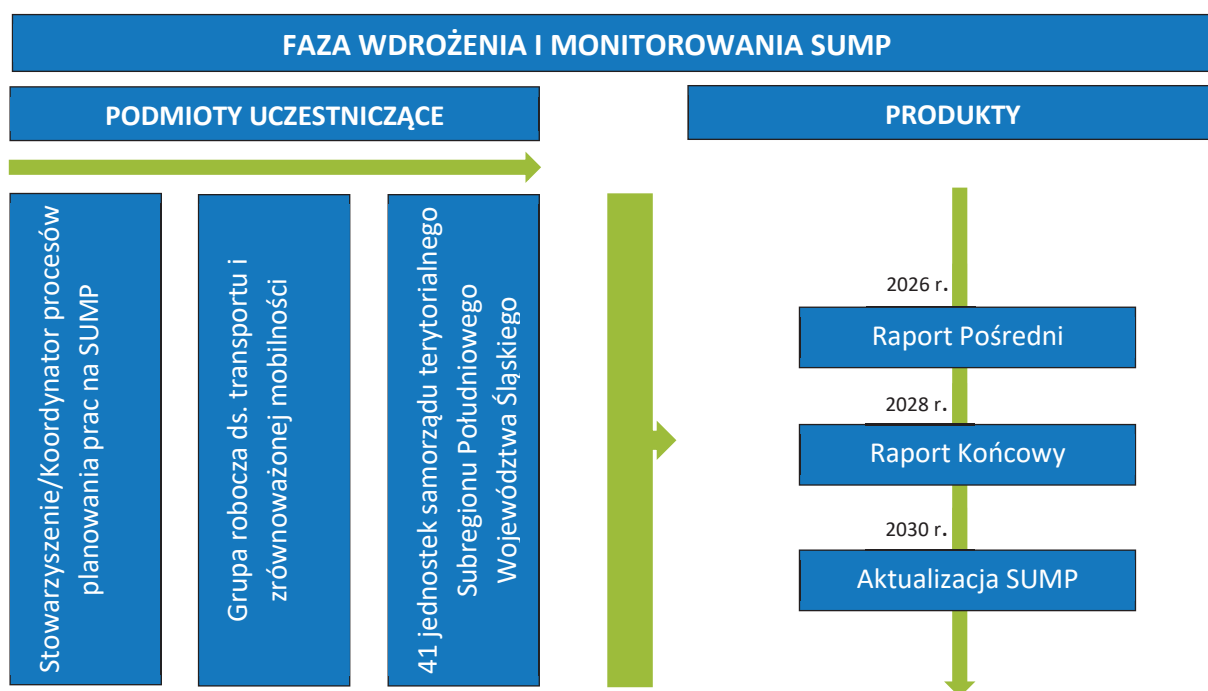 FAZA WDROŻENIA I MONITOROWANIA SUMP
PODMIOTY UCZESTNICZĄCE
PRODUKTY
Stowarzyszenie/Koordynator procesów
planowania prac na SUMP
Grupa robocza ds. transportu i
zrównoważonej mobilności
41 jednostek samorządu terytorialnego
Subregionu Południowego
Województwa Śląskiego
2026 r.
Raport Pośredni
2028 r.
Raport Końcowy
2030 r.
Aktualizacja SUMP